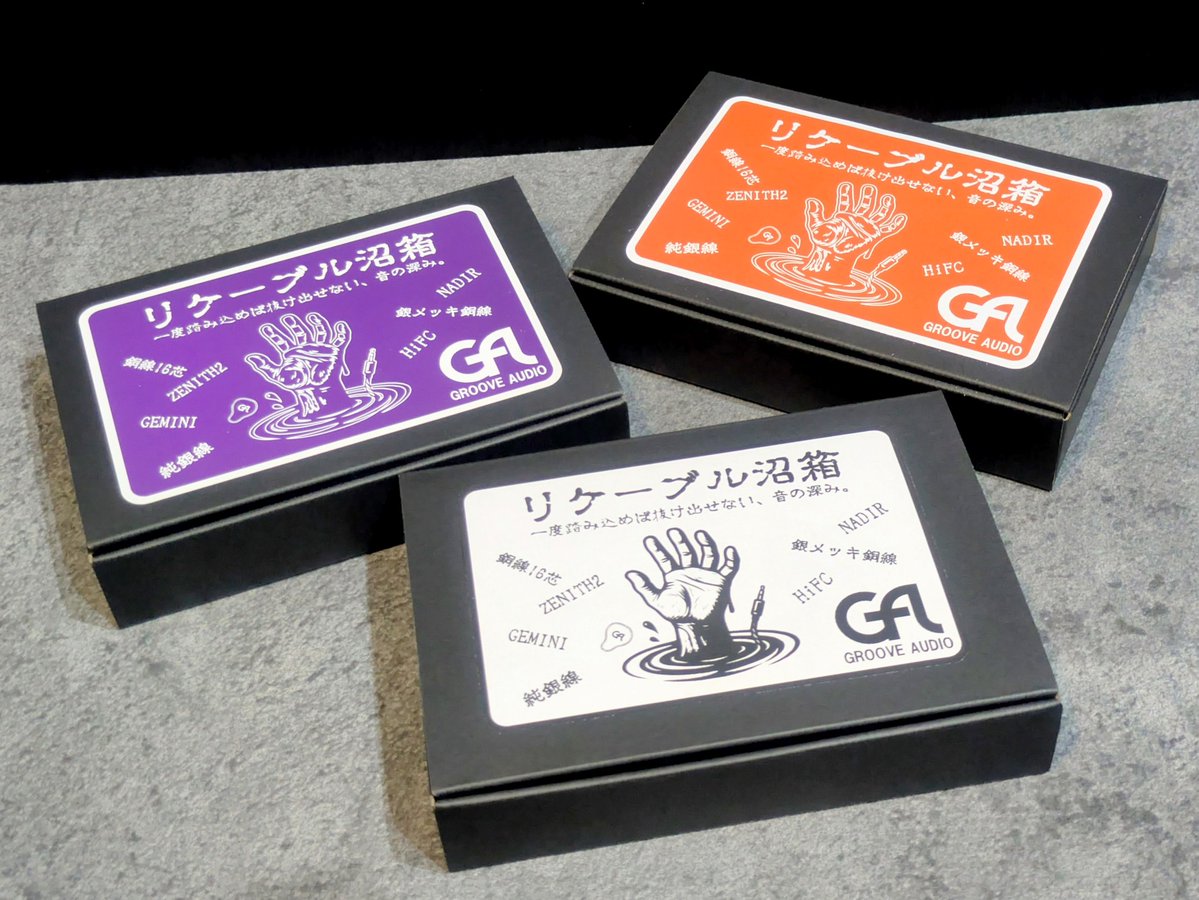 リケーブル沼箱
一度踏み込めば抜け出せない、音の深み。
銅線16芯
ZENITH2
GEMINI
純銀線
NADIR
銀メッキ銅線
HiFC
GA
GROOVE AUDIO
リケーブル沼箱
一度踏み込めば抜け出せない、音の深み。
銅線16芯
ZENITH2
GEMINI
純銀線
NADIR
銀メッキ銅線
HiFC
GA
GROOVE AUDIO
リケーブル沼箱
一度踏み込めば抜け出せない、音の深み。
銅線16芯
ZENITH2
GEMINI
純銀線
NADIR
銀メッキ銅線
HiFC
GA
GROOVE AUDIO